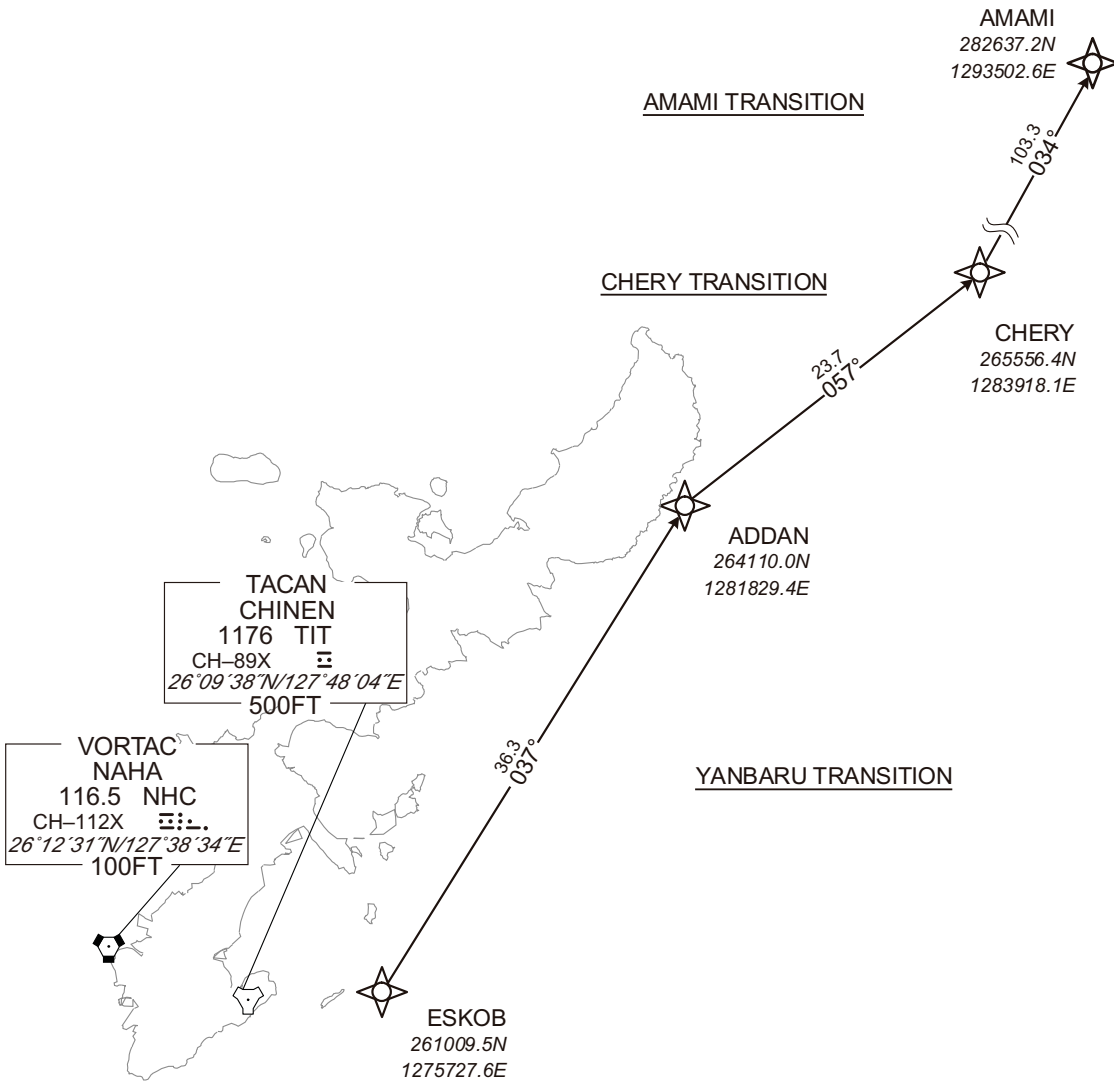 AMAMI
282637.2N
1293502.6E
AMAMI TRANSITION
103.3
034°
CHERY TRANSITION
CHERY
265556.4N
1283918.1E
23.7
057°
ADDAN
264110.0N
1281829.4E
TACAN
CHINEN
1176 TIT
CH–89X
26°09´38˝N/127°48´04˝E
500FT
36.3
037°
YANBARU TRANSITION
VORTAC
NAHA
116.5 NHC
CH–112X
26°12´31˝N/127°38´34˝E
100FT
ESKOB
261009.5N
1275727.6E